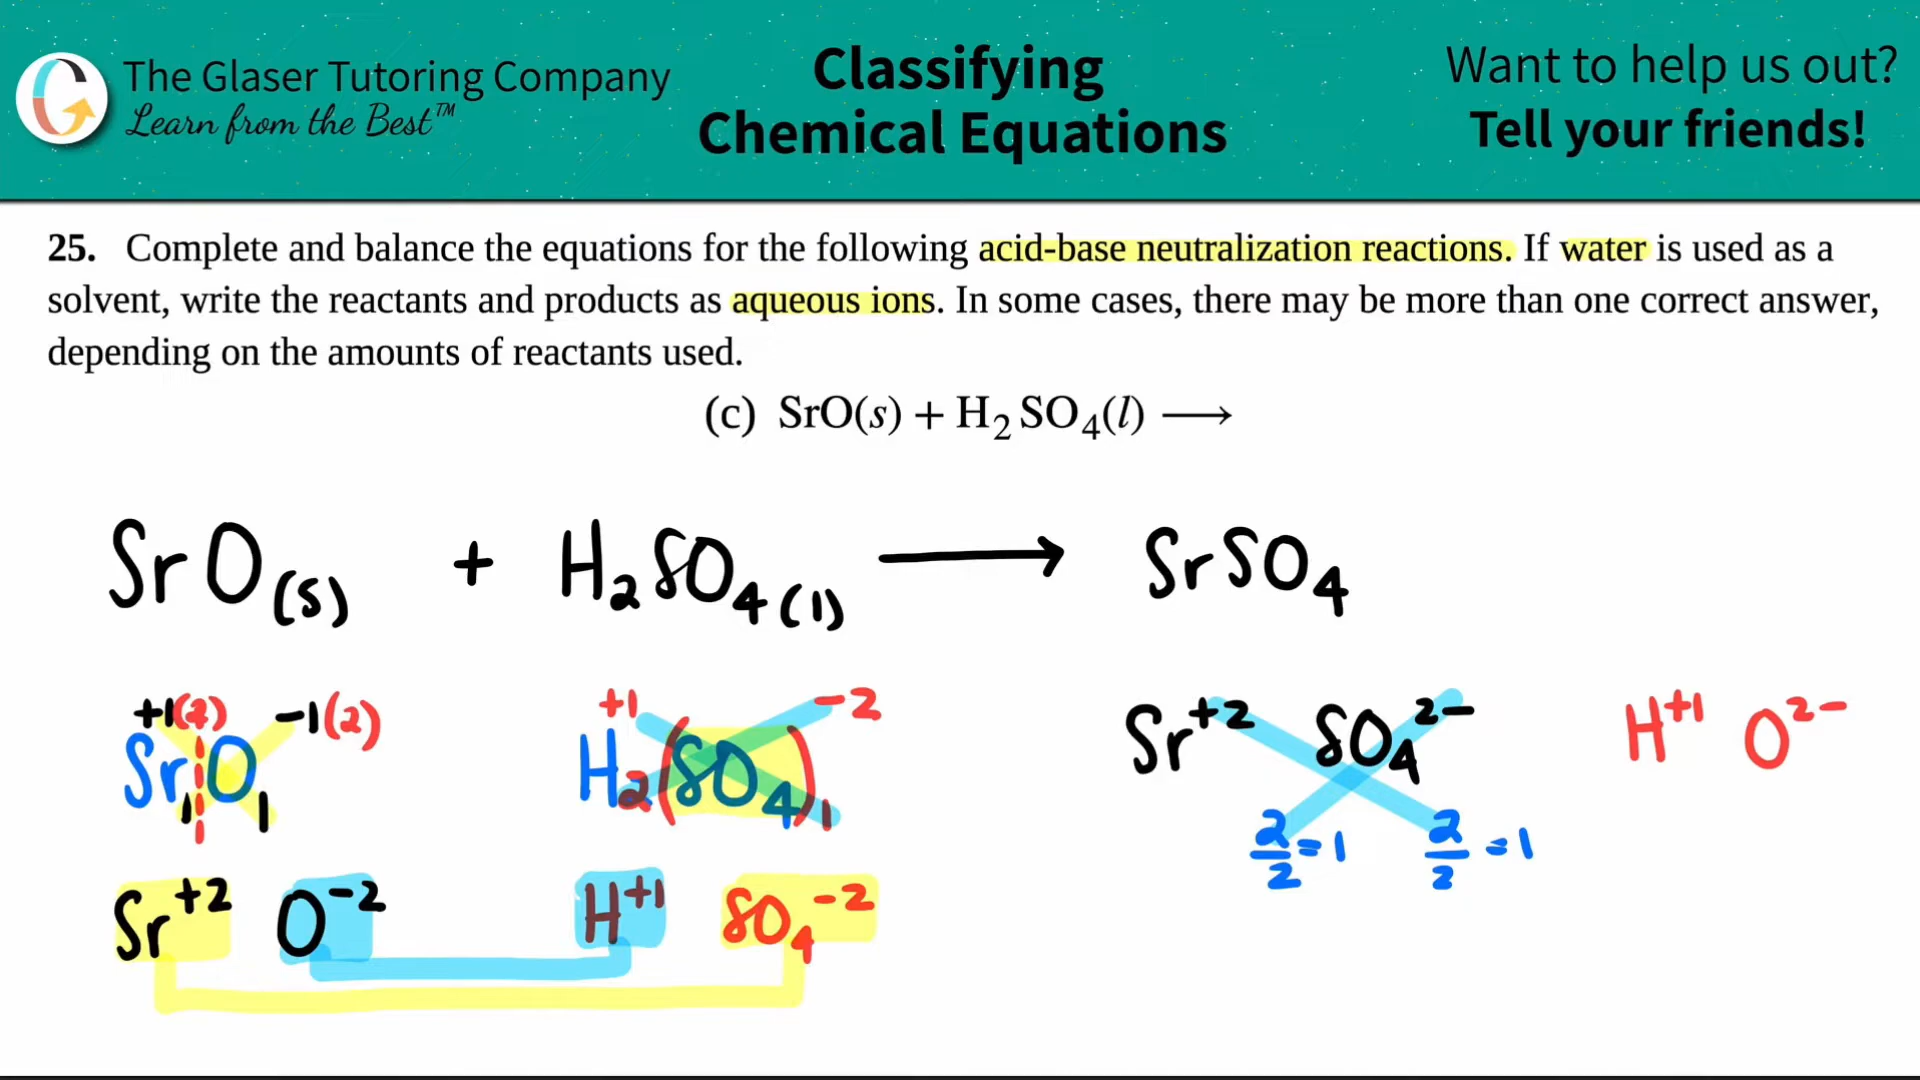 The Glaser Tutoring Company
Learn from the Best™
Classifying
Chemical Equations
Want to help us out?
Tell your friends!
25. Complete and balance the equations for the following acid-base neutralization reactions. If water is used as a
solvent, write the reactants and products as aqueous ions. In some cases, there may be more than one correct answer,
depending on the amounts of reactants used.
(c) SrO(s) + H₂SO₄(l) ⟶
SrO(s) + H₂SO₄(l) ⟶ SrSO₄
+1(2) -1(2) +1 -2
Sr₁O₁ H₂(SO₄)₁ Sr⁺² SO₄²⁻ H⁺¹ O²⁻
2/2=1 2/2=1
Sr⁺² O⁻² H⁺¹ SO₄⁻²